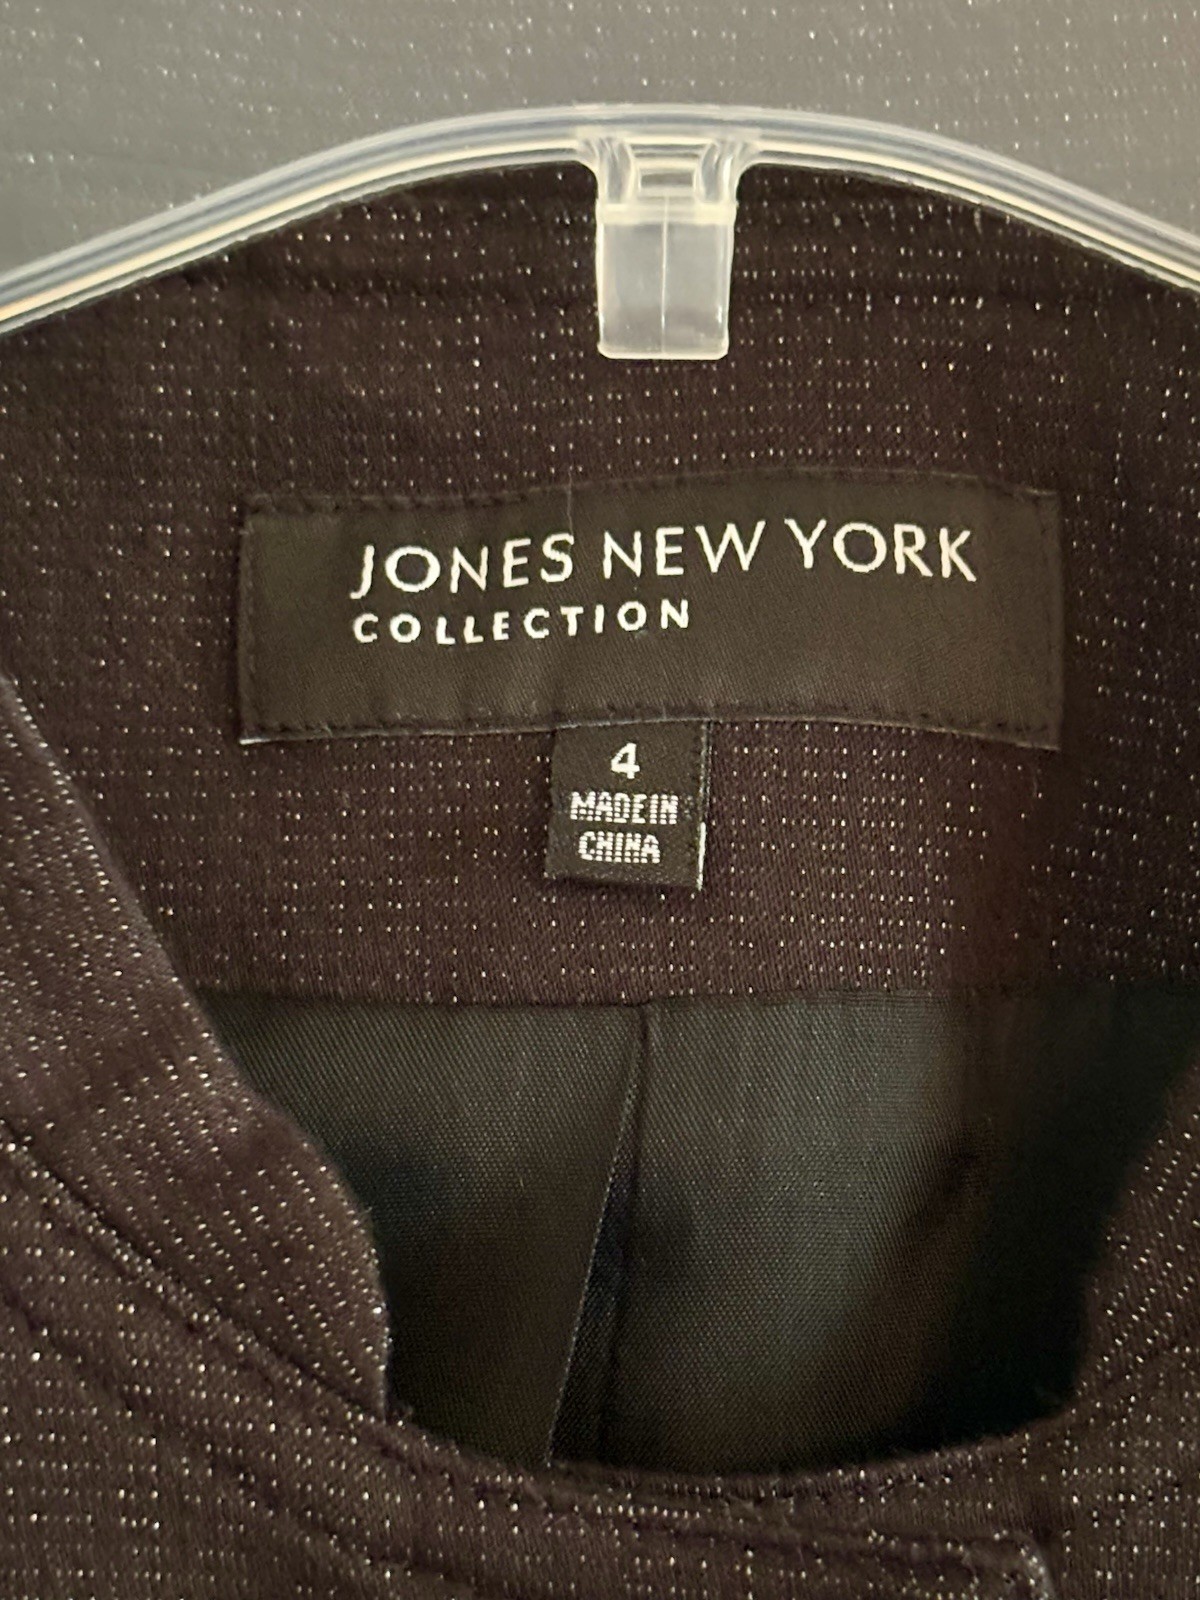 JONES NEW YORK
COLLECTION
4
MADE IN
CHINA